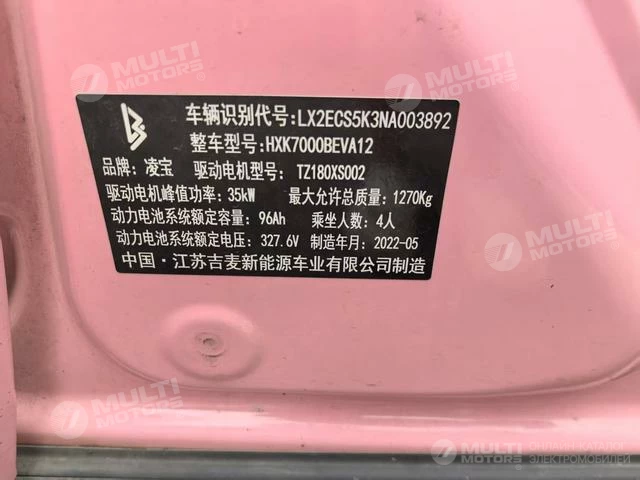 车辆识别代号:LX2ECS5K3NA003892
整车型号:HXK7000BEVA12
品牌:凌宝 驱动电机型号:TZ180XS002
驱动电机峰值功率:35kW 最大允许总质量:1270Kg
动力电池系统额定容量:96Ah 乘坐人数:4人
动力电池系统额定电压:327.6V 制造年月:2022-05
中国·江苏吉麦新能源车业有限公司制造
MULTI MOTORS
MULTI MOTORS
MULTI MOTORS
MULTI MOTORS
MULTI MOTORS
MULTI MOTORS ОНЛАЙН-КАТАЛОГ ЭЛЕКТРОМОБИЛЕЙ